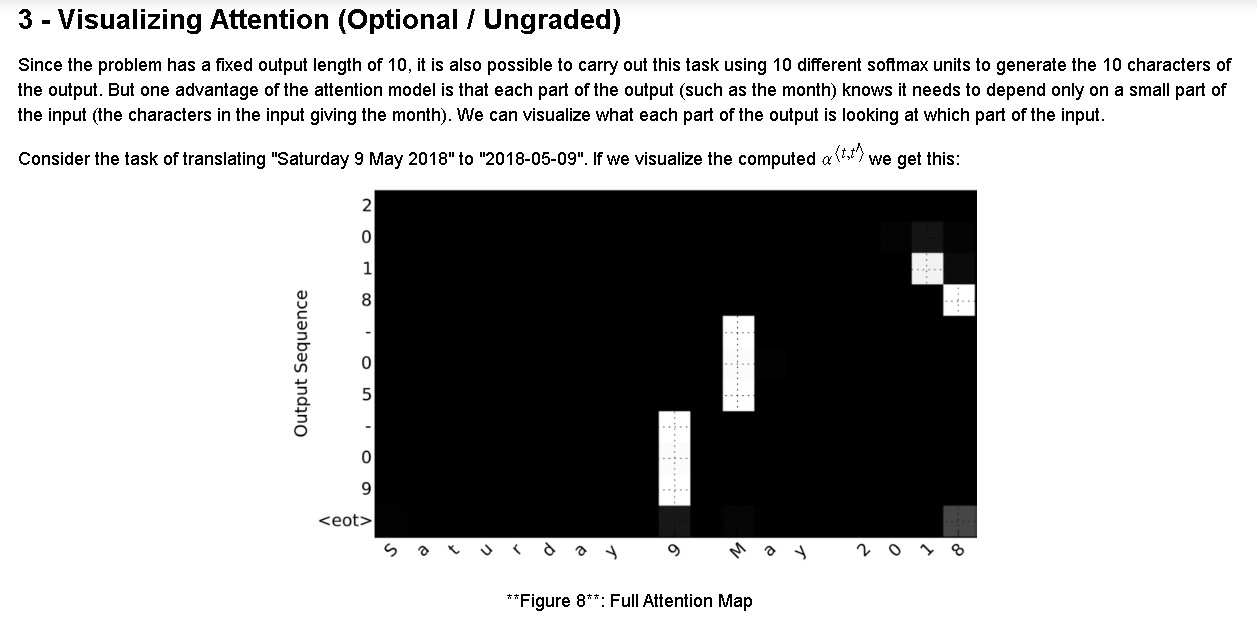 3 - Visualizing Attention (Optional / Ungraded)
Since the problem has a fixed output length of 10, it is also possible to carry out this task using 10 different softmax units to generate the 10 characters of
the output. But one advantage of the attention model is that each part of the output (such as the month) knows it needs to depend only on a small part of
the input (the characters in the input giving the month). We can visualize what each part of the output is looking at which part of the input.
Consider the task of translating "Saturday 9 May 2018" to "2018-05-09". If we visualize the computed α⟨t,t′⟩ we get this:
Output Sequence
2
0
1
8
-
0
5
-
0
9
<eot>
S a t u r d a y 9 M a y 2 0 1 8
**Figure 8**: Full Attention Map